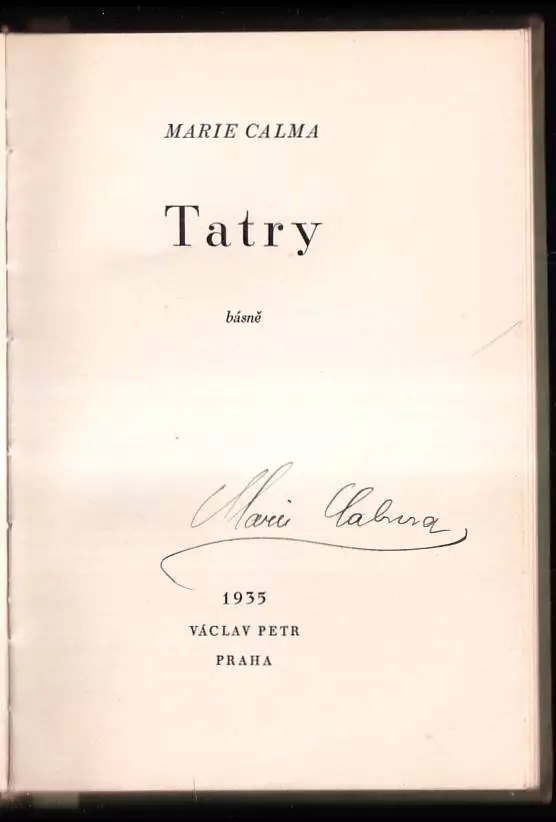 MARIE CALMA
Tatry
básně
Marie Calma
1935
VÁCLAV PETR
PRAHA